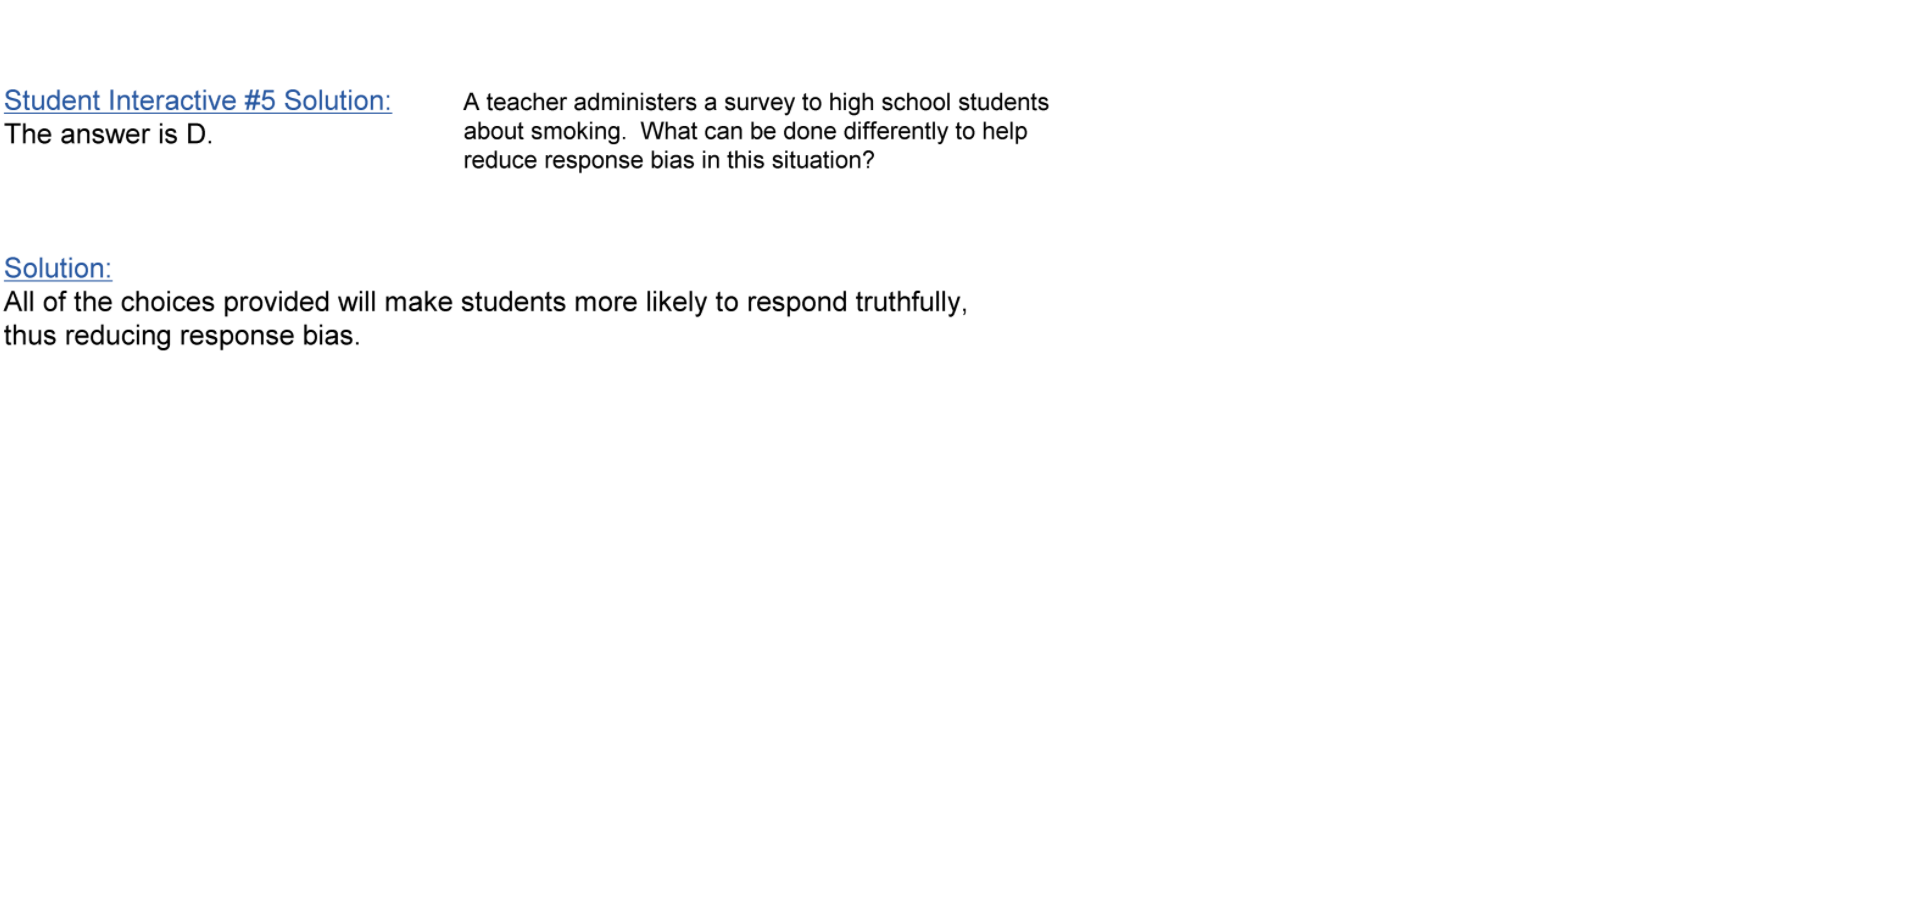 Student Interactive #5 Solution:
The answer is D.
A teacher administers a survey to high school students
about smoking.  What can be done differently to help
reduce response bias in this situation?
Solution:
All of the choices provided will make students more likely to respond truthfully,
thus reducing response bias.